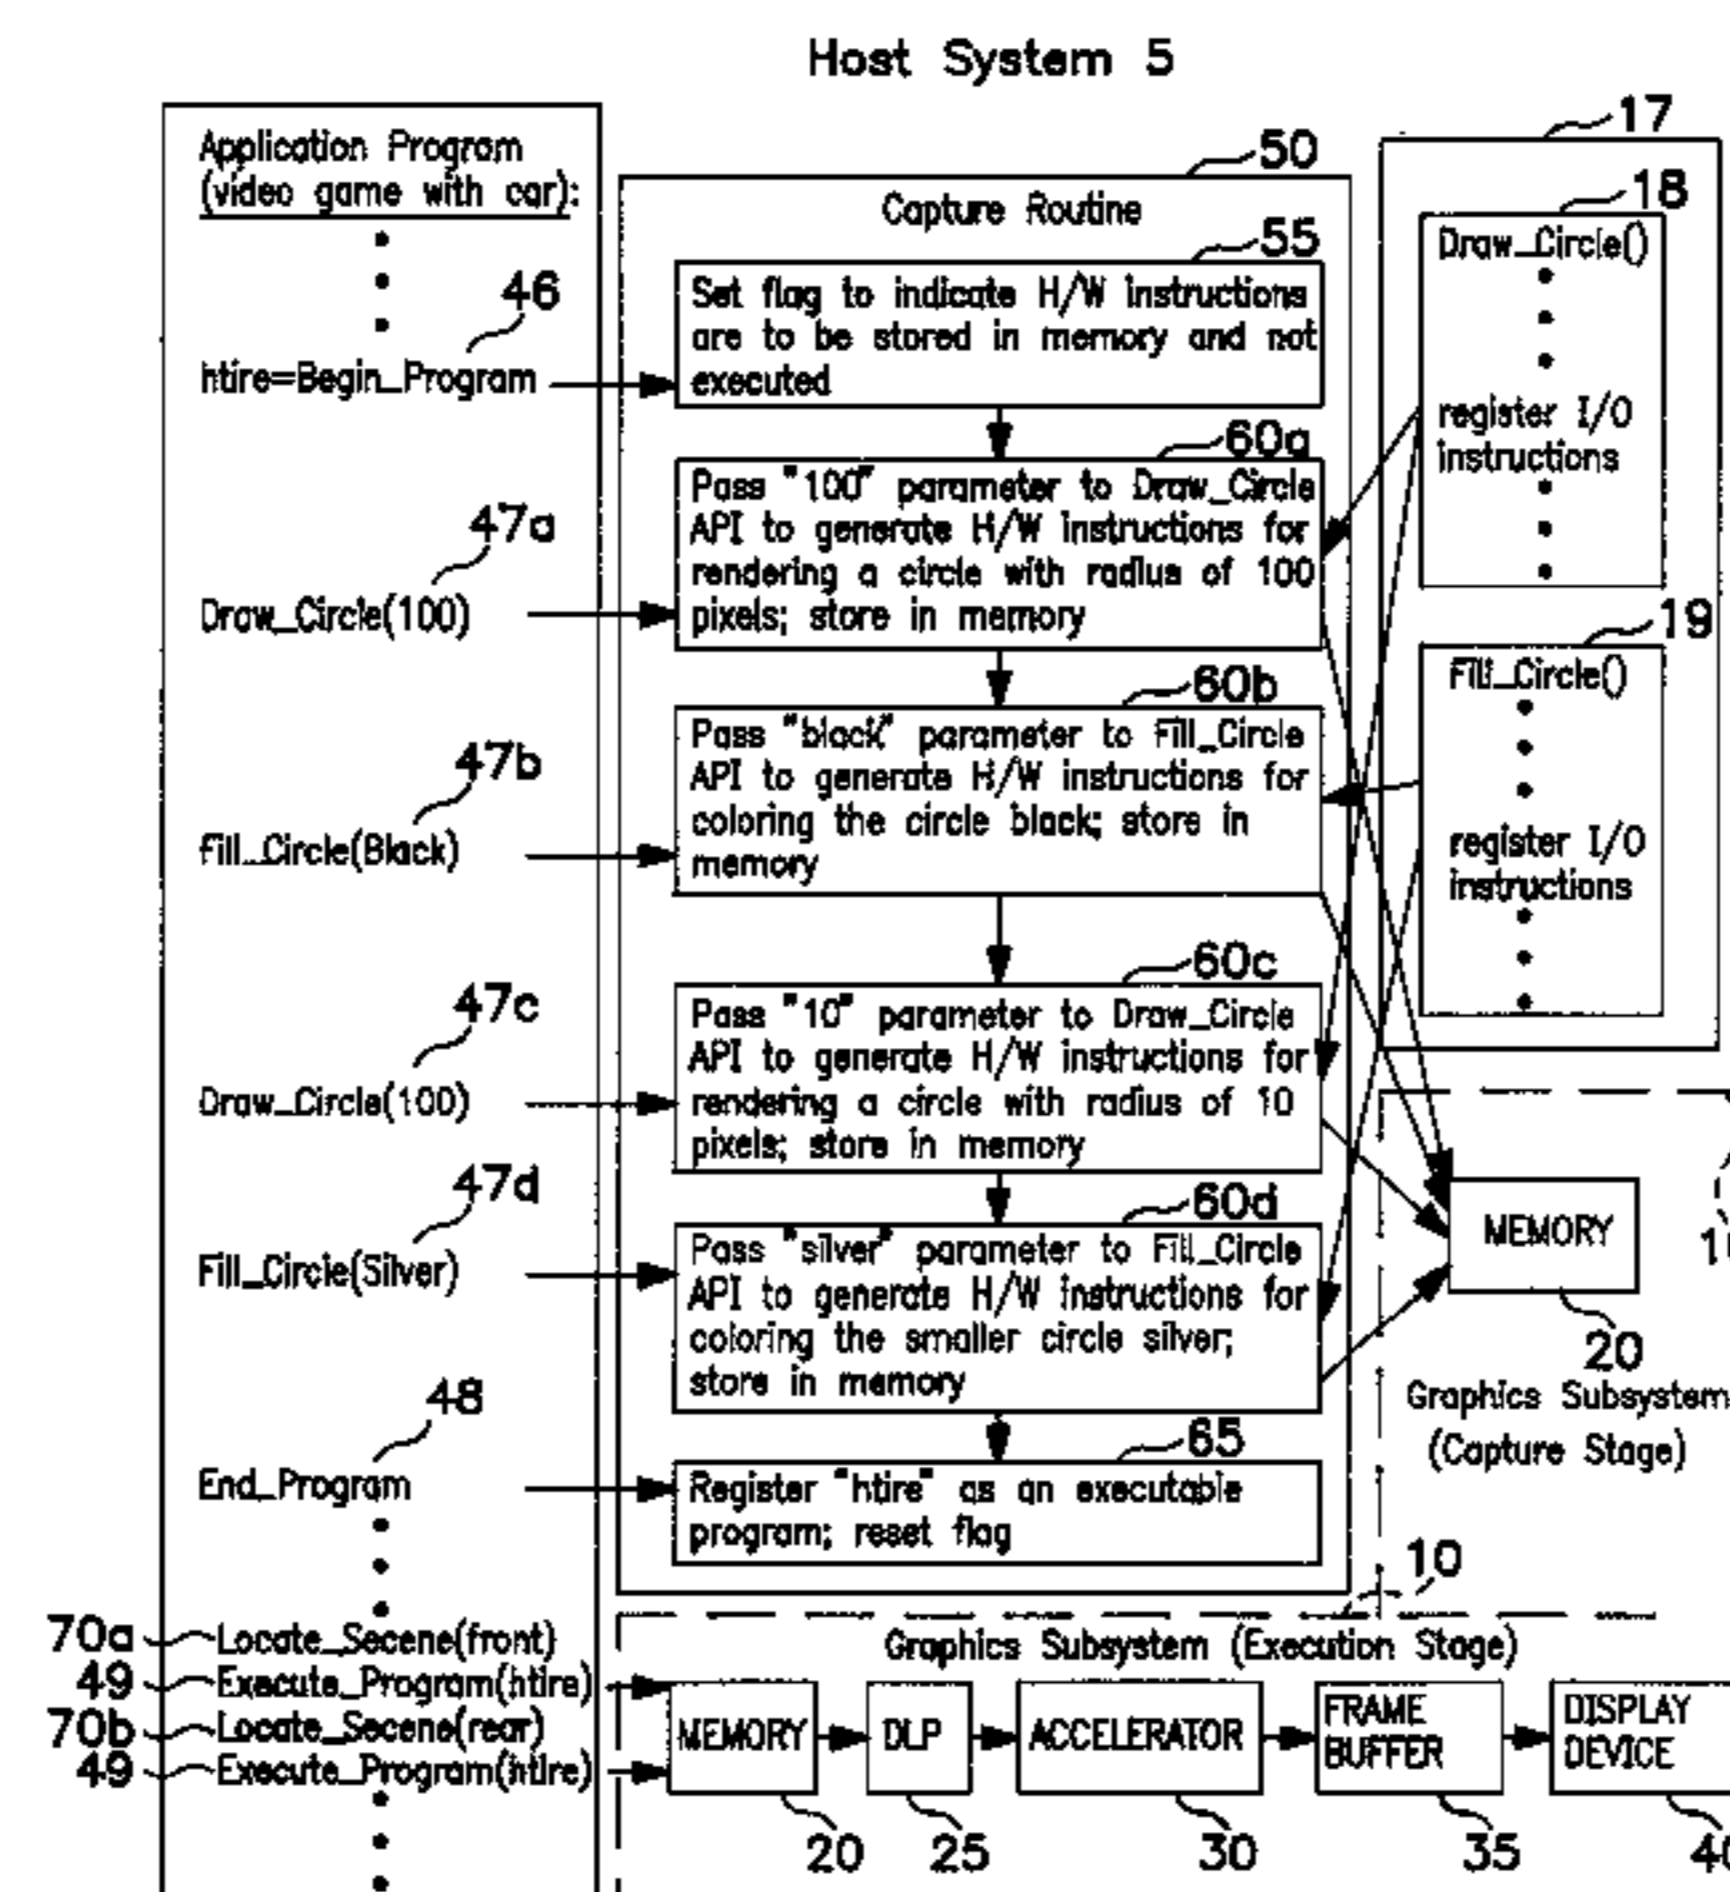 Host System 5
Application Program
(video game with car):
46
htire=Begin_Program
47a
Draw_Circle(100)
47b
Fill_Circle(Black)
47c
Draw_Circle(100)
47d
Fill_Circle(Silver)
48
End_Program
70a Locate_Secene(front)
49 Execute_Program(htire)
70b Locate_Secene(rear)
49 Execute_Program(htire)
50
Capture Routine
55
Set flag to indicate H/W instructions
are to be stored in memory and not
executed
60a
Pass "100" parameter to Draw_Circle
API to generate H/W instructions for
rendering a circle with radius of 100
pixels; store in memory
60b
Pass "black" parameter to Fill_Circle
API to generate H/W instructions for
coloring the circle black; store in
memory
60c
Pass "10" parameter to Draw_Circle
API to generate H/W instructions for
rendering a circle with radius of 10
pixels; store in memory
60d
Pass "silver" parameter to Fill_Circle
API to generate H/W instructions for
coloring the smaller circle silver;
store in memory
65
Register "htire" as an executable
program; reset flag
17
18
Draw_Circle()
register I/O
instructions
19
Fill_Circle()
register I/O
instructions
MEMORY
20
Graphics Subsystem
(Capture Stage)
10
Graphics Subsystem (Execution Stage)
MEMORY
DLP
ACCELERATOR
FRAME
BUFFER
DISPLAY
DEVICE
20
25
30
35